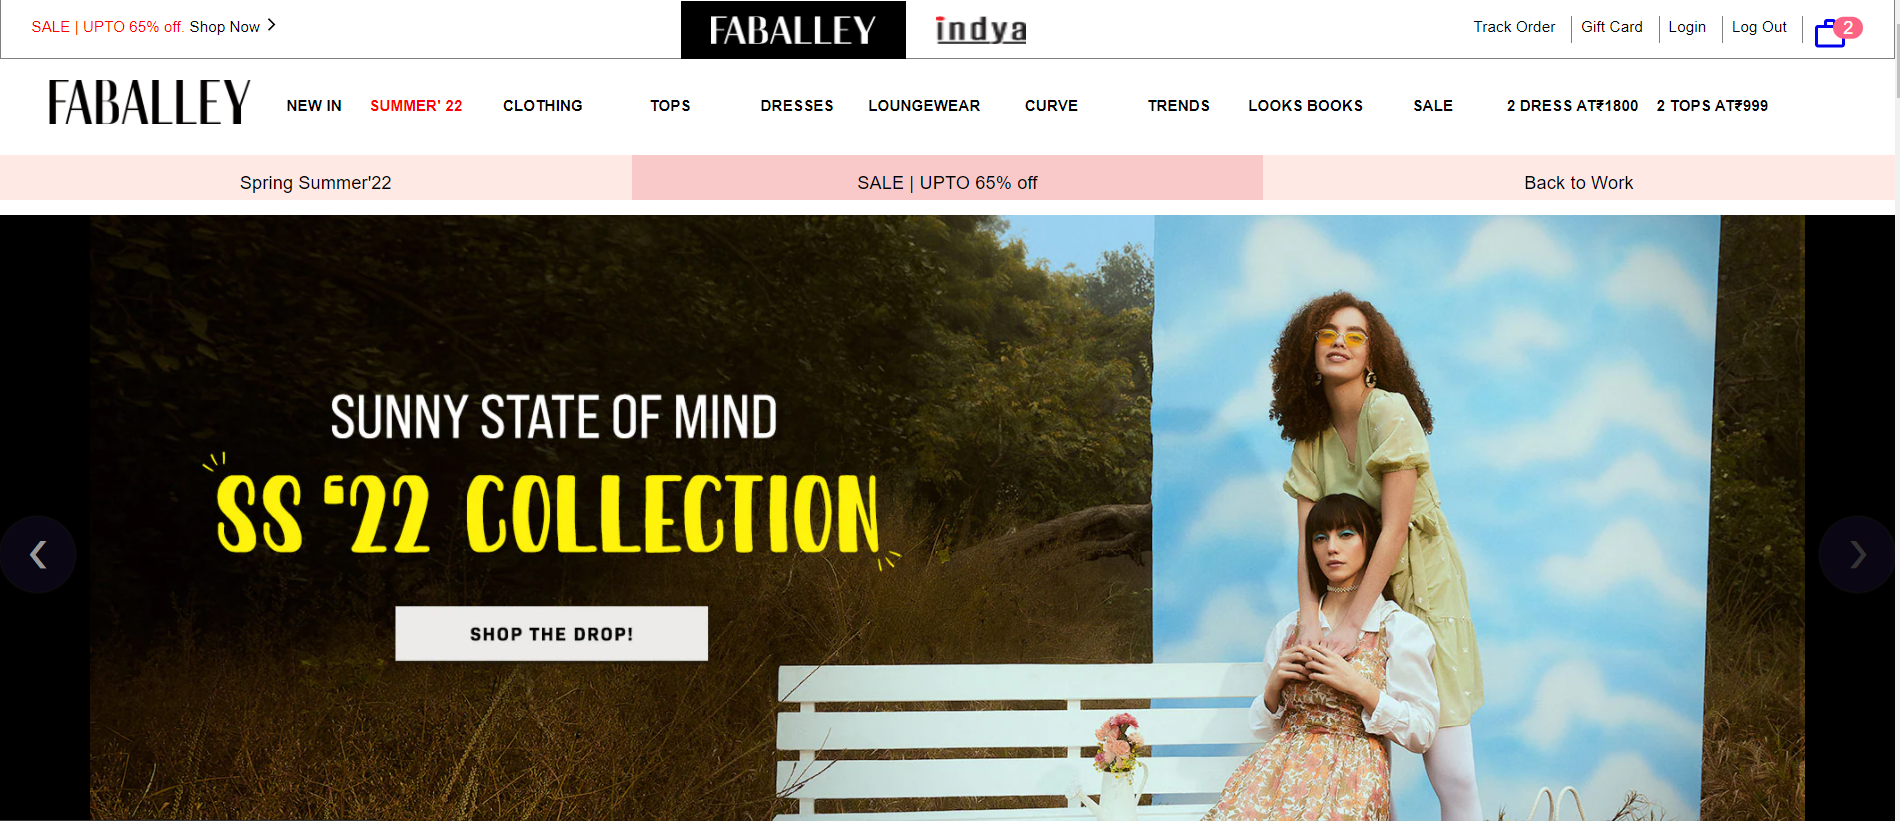 SALE | UPTO 65% off. Shop Now
FABALLEY
indya
Track Order
Gift Card
Login
Log Out
2
FABALLEY
NEW IN
SUMMER' 22
CLOTHING
TOPS
DRESSES
LOUNGEWEAR
CURVE
TRENDS
LOOKS BOOKS
SALE
2 DRESS AT₹1800
2 TOPS AT₹999
Spring Summer'22
SALE | UPTO 65% off
Back to Work
SUNNY STATE OF MIND
SS ‘22 COLLECTION
SHOP THE DROP!